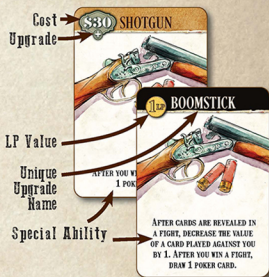 Cost
Upgrade
$30 SHOTGUN
1LP BOOMSTICK
LP Value
Unique
Upgrade
Name
Special Ability
AFTER YOU WI
1 POKE
AFTER CARDS ARE REVEALED IN
A FIGHT, DECREASE THE VALUE
OF A CARD PLAYED AGAINST YOU
BY 1. AFTER YOU WIN A FIGHT,
DRAW 1 POKER CARD.